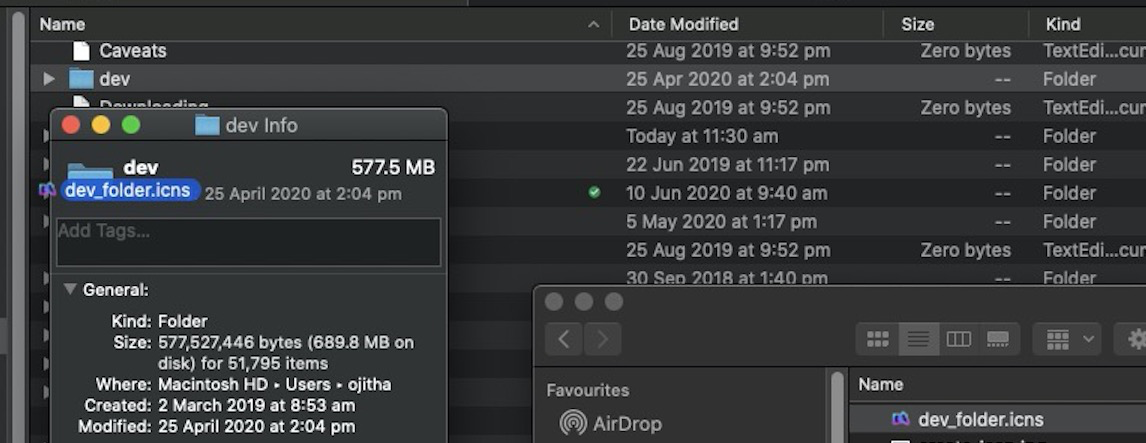 Name Date Modified Size Kind
Caveats 25 Aug 2019 at 9:52 pm Zero bytes TextEdi...cur
dev 25 Apr 2020 at 2:04 pm -- Folder
Downloading 25 Aug 2019 at 9:52 pm Zero bytes TextEdi...cur
Today at 11:30 am -- Folder
22 Jun 2019 at 11:17 pm -- Folder
10 Jun 2020 at 9:40 am -- Folder
5 May 2020 at 1:17 pm -- Folder
25 Aug 2019 at 9:52 pm Zero bytes TextEdi...cur
30 Sep 2018 at 1:40 pm -- Folder
dev Info
dev 577.5 MB
dev_folder.icns 25 April 2020 at 2:04 pm
Add Tags...
General:
Kind: Folder
Size: 577,527,446 bytes (689.8 MB on
disk) for 51,795 items
Where: Macintosh HD ▸ Users ▸ ojitha
Created: 2 March 2019 at 8:53 am
Modified: 25 April 2020 at 2:04 pm
Favourites
AirDrop
Name
dev_folder.icns